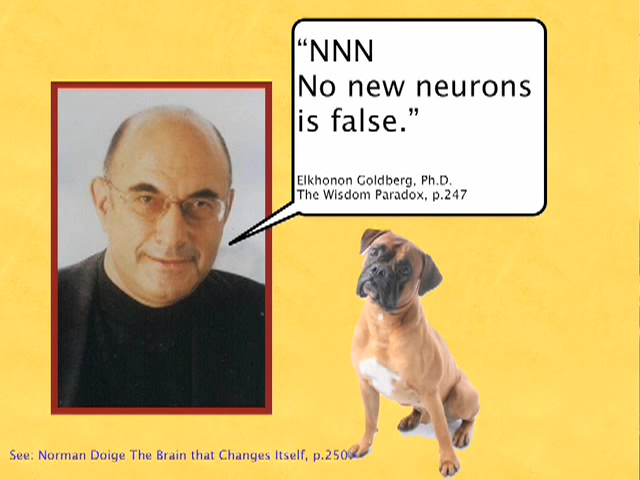 “NNN
No new neurons
is false.”
Elkhonon Goldberg, Ph.D.
The Wisdom Paradox, p.247
See: Norman Doige The Brain that Changes Itself, p.250